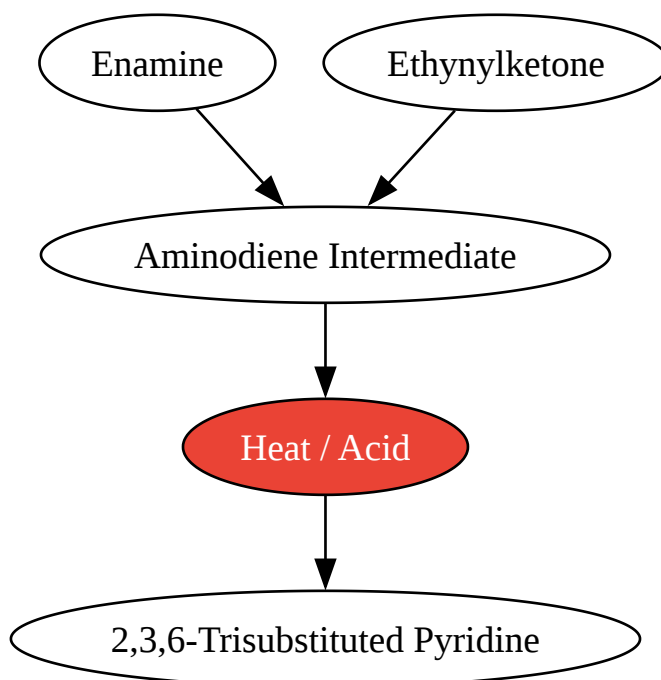 Enamine
Ethynylketone
Aminodiene Intermediate
Heat / Acid
2,3,6-Trisubstituted Pyridine